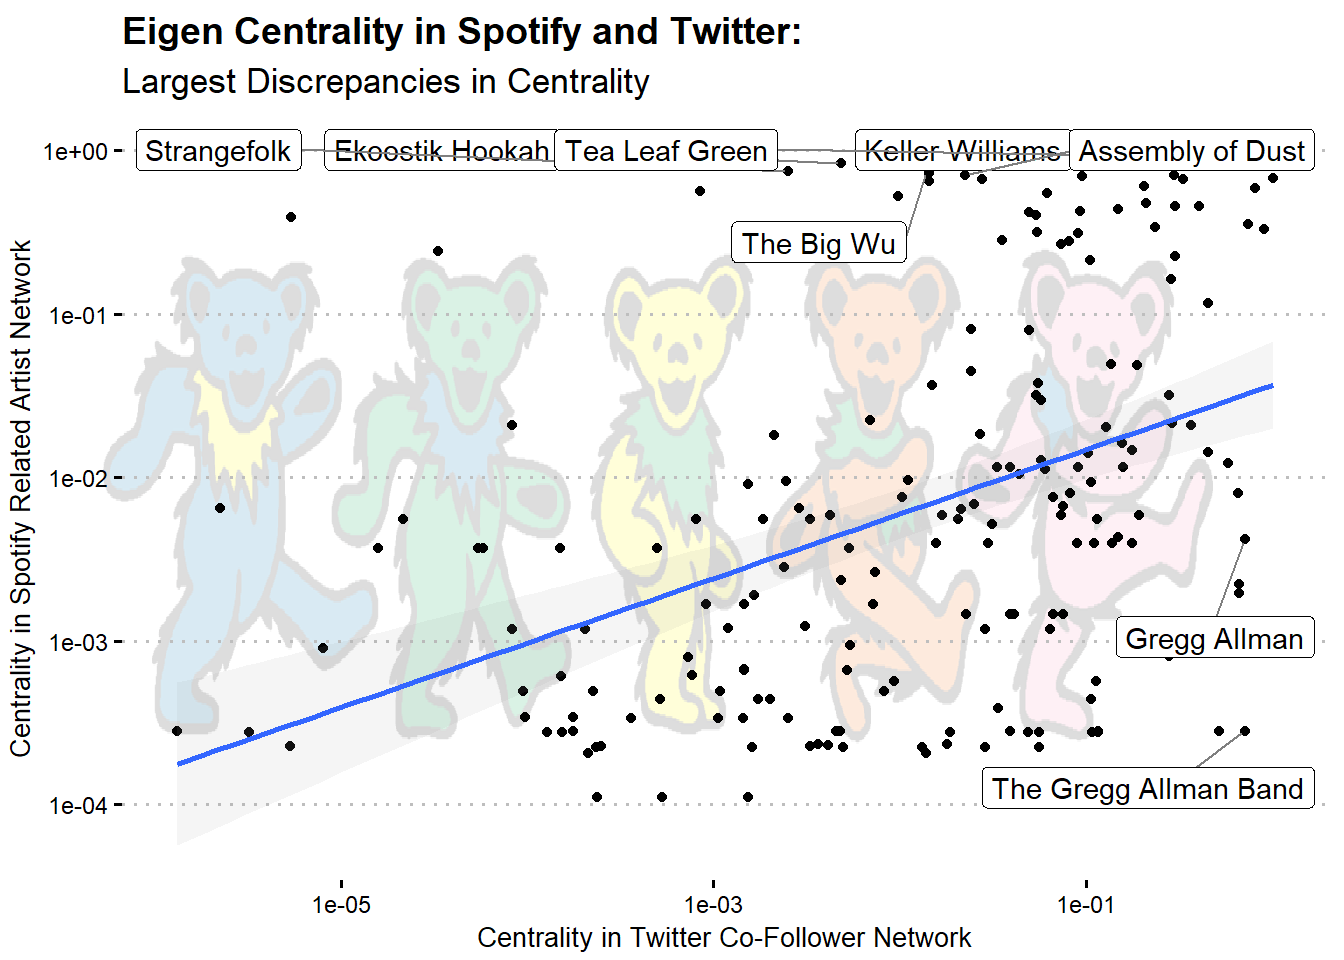 Eigen Centrality in Spotify and Twitter:
Largest Discrepancies in Centrality
1e+00
Strangefolk
Ekoostik Hookah
Tea Leaf Green
Keller Williams
Assembly of Dust
The Big Wu
1e-01
1e-02
1e-03
Gregg Allman
The Gregg Allman Band
1e-04
Centrality in Spotify Related Artist Network
1e-05
1e-03
1e-01
Centrality in Twitter Co-Follower Network